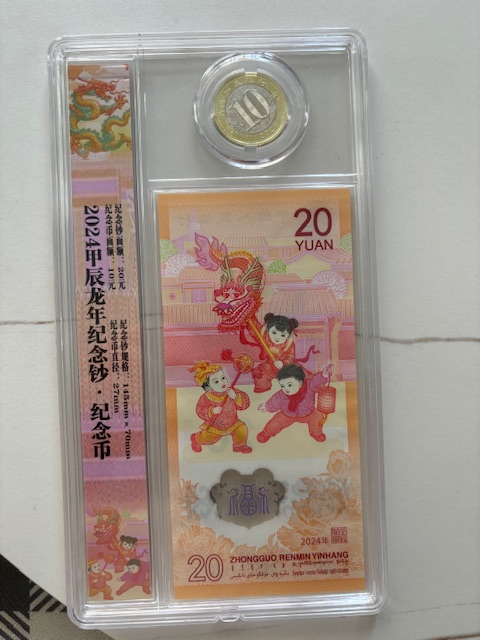 2024甲辰龙年纪念钞·纪念币
纪念钞面额：20元
纪念币面额：10元
纪念钞规格：145mm×70mm
纪念币直径：27mm
10
20
YUAN
2024年
20
ZHONGGUO RENMIN YINHANG